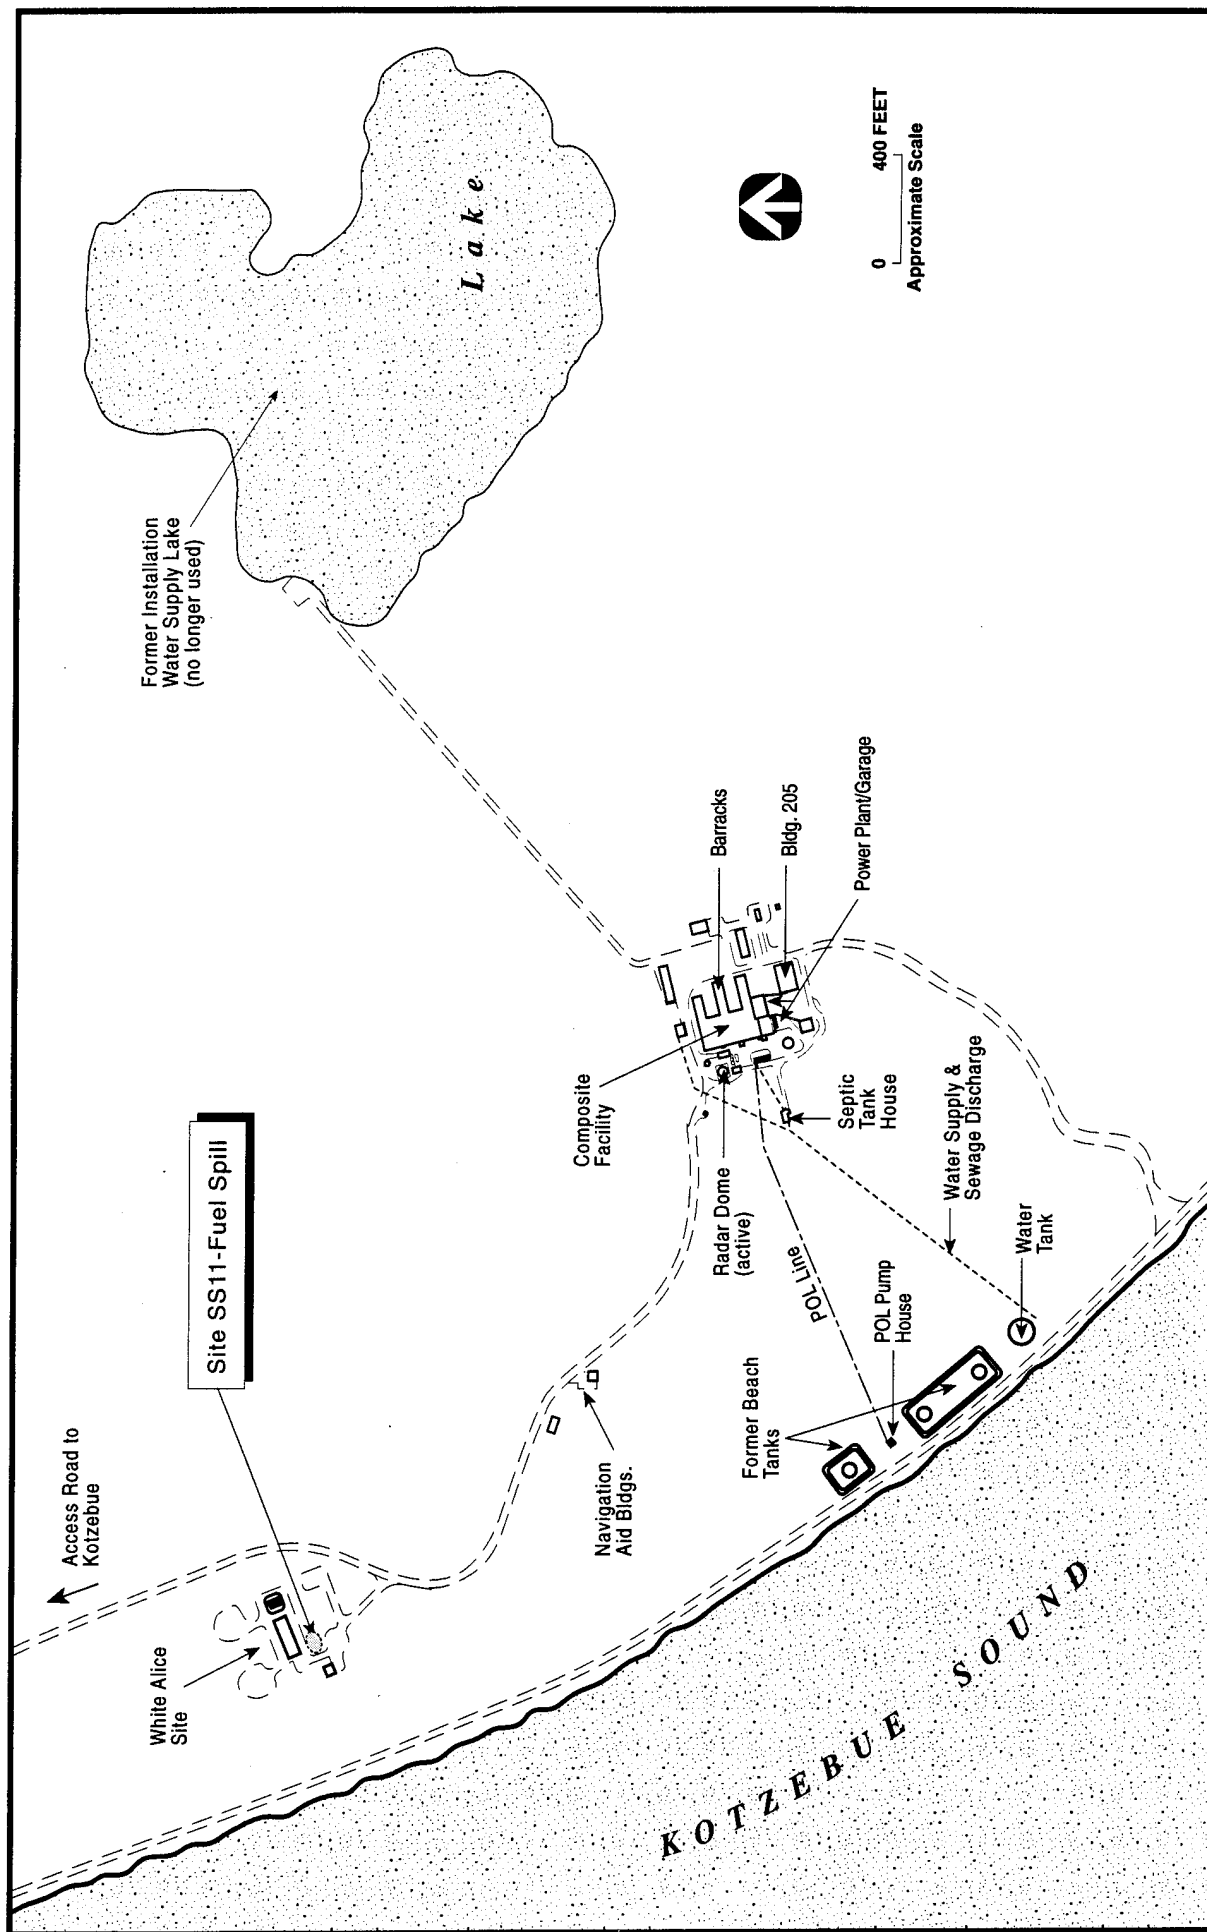 Access Road to
Kotzebue
White Alice
Site
Site SS11-Fuel Spill
Former Installation
Water Supply Lake
(no longer used)
Lake
Navigation
Aid Bldgs.
Composite
Facility
Radar Dome
(active)
Barracks
Bldg. 205
Power Plant/Garage
Septic
Tank
House
POL Line
Former Beach
Tanks
POL Pump
House
Water Supply &
Sewage Discharge
Water
Tank
KOTZEBUE SOUND
0 400 FEET
Approximate Scale